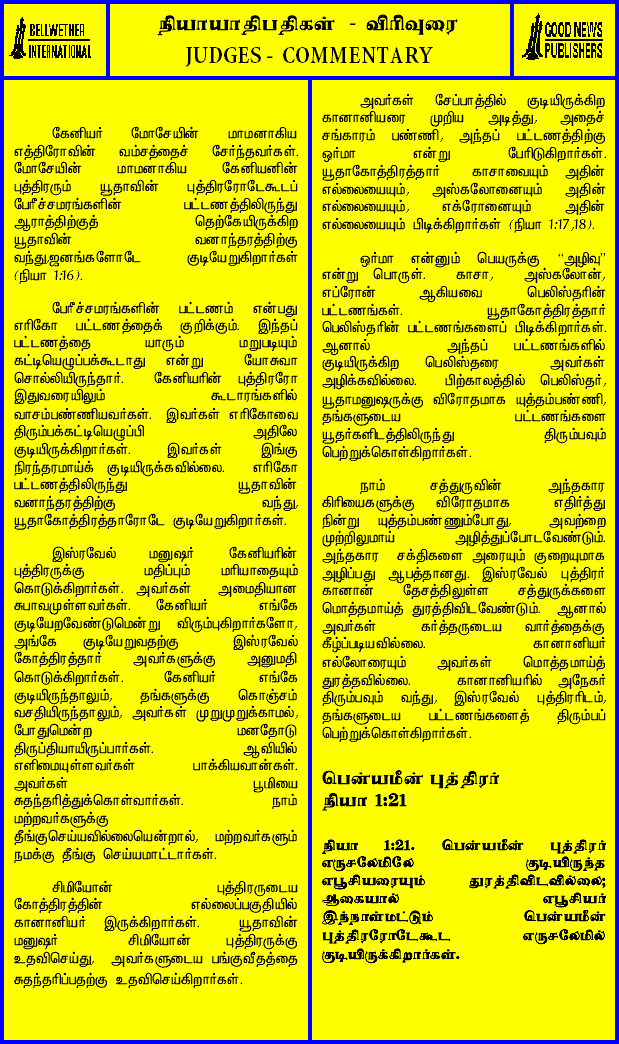 BELLWETHER
INTERNATIONAL
நியாயாதிபதிகள் - விரிவுரை
JUDGES - COMMENTARY
GOOD NEWS
PUBLISHERS
கேனியர் மோசேயின் மாமனாகிய
எத்திரோவின் வம்சத்தைச் சேர்ந்தவர்கள்.
மோசேயின் மாமனாகிய கேனியனின்
புத்திரரும் யூதாவின் புத்திரரோடேகூடப்
பேரீச்சமரங்களின் பட்டணத்திலிருந்து
ஆராத்திற்குத் தெற்கேயிருக்கிற
யூதாவின் வனாந்தரத்திற்கு
வந்து,ஜனங்களோடே குடியேறுகிறார்கள்
(நியா 1:16).
பேரீச்சமரங்களின் பட்டணம் என்பது
எரிகோ பட்டணத்தைக் குறிக்கும். இந்தப்
பட்டணத்தை யாரும் மறுபடியும்
கட்டியெழுப்பக்கூடாது என்று யோசுவா
சொல்லியிருந்தார். கேனியரின் புத்திரரோ
இதுவரையிலும் கூடாரங்களில்
வாசம்பண்ணியவர்கள். இவர்கள் எரிகோவை
திரும்பக்கட்டியெழுப்பி அதிலே
குடியிருக்கிறார்கள். இவர்கள் இங்கு
நிரந்தரமாய்க் குடியிருக்கவில்லை. எரிகோ
பட்டணத்திலிருந்து யூதாவின்
வனாந்தரத்திற்கு வந்து,
யூதாகோத்திரத்தாரோடே குடியேறுகிறார்கள்.
இஸ்ரவேல் மனுஷர் கேனியரின்
புத்திரருக்கு மதிப்பும் மரியாதையும்
கொடுக்கிறார்கள். அவர்கள் அமைதியான
சுபாவமுள்ளவர்கள். கேனியர் எங்கே
குடியேறவேண்டுமென்று விரும்புகிறார்களோ,
அங்கே குடியேறுவதற்கு இஸ்ரவேல்
கோத்திரத்தார் அவர்களுக்கு அனுமதி
கொடுக்கிறார்கள். கேனியர் எங்கே
குடியிருந்தாலும், தங்களுக்கு கொஞ்சம்
வசதியிருந்தாலும், அவர்கள் முறுமுறுக்காமல்,
போதுமென்ற மனதோடு
திருப்தியாயிருப்பார்கள். ஆவியில்
எளிமையுள்ளவர்கள் பாக்கியவான்கள்.
அவர்கள் பூமியை
சுதந்தரித்துக்கொள்வார்கள். நாம்
மற்றவர்களுக்கு
தீங்குசெய்யவில்லையென்றால், மற்றவர்களும்
நமக்கு தீங்கு செய்யமாட்டார்கள்.
சிமியோன் புத்திரருடைய
கோத்திரத்தின் எல்லைப்பகுதியில்
கானானியர் இருக்கிறார்கள். யூதாவின்
மனுஷர் சிமியோன் புத்திரருக்கு
உதவிசெய்து, அவர்களுடைய பங்குவீதத்தை
சுதந்தரிப்பதற்கு உதவிசெய்கிறார்கள்.
அவர்கள் சேப்பாத்தில் குடியிருக்கிற
கானானியரை முறிய அடித்து, அதைச்
சங்காரம் பண்ணி, அந்தப் பட்டணத்திற்கு
ஒர்மா என்று பேரிடுகிறார்கள்.
யூதாகோத்திரத்தார் காசாவையும் அதின்
எல்லையையும், அஸ்கலோனையும் அதின்
எல்லையையும், எக்ரோனையும் அதின்
எல்லையையும் பிடிக்கிறார்கள் (நியா 1:17,18).
ஒர்மா என்னும் பெயருக்கு “அழிவு”
என்று பொருள். காசா, அஸ்கலோன்,
எப்ரோன் ஆகியவை பெலிஸ்தரின்
பட்டணங்கள். யூதாகோத்திரத்தார்
பெலிஸ்தரின் பட்டணங்களைப் பிடிக்கிறார்கள்.
ஆனால் அந்தப் பட்டணங்களில்
குடியிருக்கிற பெலிஸ்தரை அவர்கள்
அழிக்கவில்லை. பிற்காலத்தில் பெலிஸ்தர்,
யூதாமனுஷருக்கு விரோதமாக யுத்தம்பண்ணி,
தங்களுடைய பட்டணங்களை
யூதர்களிடத்திலிருந்து திரும்பவும்
பெற்றுக்கொள்கிறார்கள்.
நாம் சத்துருவின் அந்தகார
கிரியைகளுக்கு விரோதமாக எதிர்த்து
நின்று யுத்தம்பண்ணும்போது, அவற்றை
முற்றிலுமாய் அழித்துப்போடவேண்டும்.
அந்தகார சக்திகளை அரையும் குறையுமாக
அழிப்பது ஆபத்தானது. இஸ்ரவேல் புத்திரர்
கானான் தேசத்திலுள்ள சத்துருக்களை
மொத்தமாய்த் துரத்திவிடவேண்டும். ஆனால்
அவர்கள் கர்த்தருடைய வார்த்தைக்கு
கீழ்ப்படியவில்லை. கானானியர்
எல்லோரையும் அவர்கள் மொத்தமாய்த்
துரத்தவில்லை. கானானியரில் அநேகர்
திரும்பவும் வந்து, இஸ்ரவேல் புத்திரரிடம்,
தங்களுடைய பட்டணங்களைத் திரும்பப்
பெற்றுக்கொள்கிறார்கள்.
பென்யமீன் புத்திரர்
நியா 1:21
நியா 1:21. பென்யமீன் புத்திரர்
எருசலேமிலே குடியிருந்த
எபூசியரையும் துரத்திவிடவில்லை;
ஆகையால் எபூசியர்
இந்நாள்மட்டும் பென்யமீன்
புத்திரரோடேகூட எருசலேமில்
குடியிருக்கிறார்கள்.